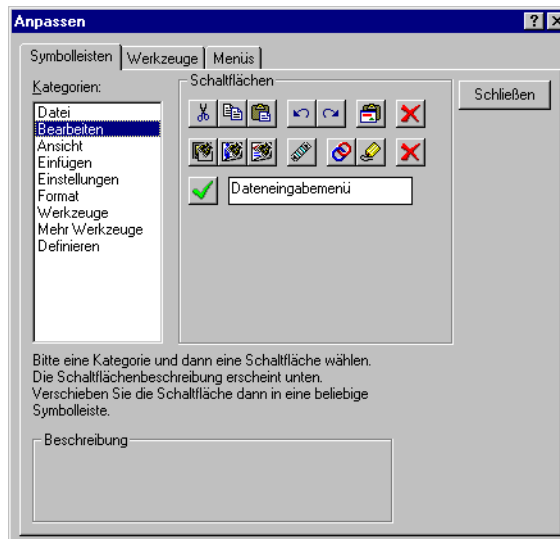 Anpassen
Symbolleisten Werkzeuge Menüs
Kategorien:
Schaltflächen
Schließen
Datei
Bearbeiten
Ansicht
Einfügen
Einstellungen
Format
Werkzeuge
Mehr Werkzeuge
Definieren
Dateneingabemenü
Bitte eine Kategorie und dann eine Schaltfläche wählen.
Die Schaltflächenbeschreibung erscheint unten.
Verschieben Sie die Schaltfläche dann in eine beliebige
Symbolleiste.
Beschreibung